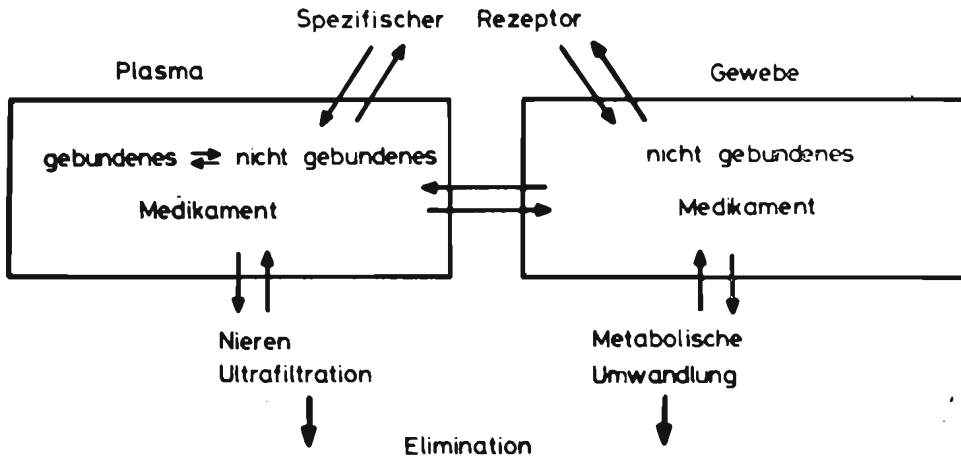 Spezifischer Rezeptor
Plasma
Gewebe
gebundenes ⇄ nicht gebundenes
Medikament
nicht gebundenes
Medikament
Nieren
Ultrafiltration
Metabolische
Umwandlung
Elimination